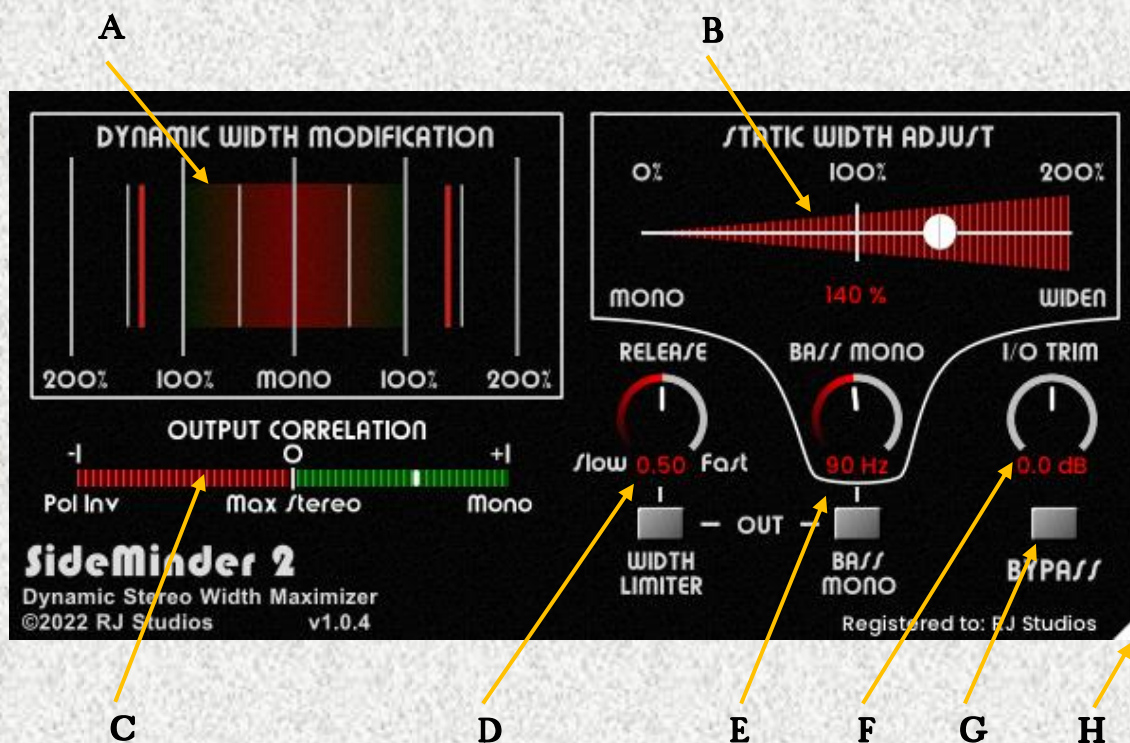 A
B
DYNAMIC WIDTH MODIFICATION
200% 100% MONO 100% 200%
STATIC WIDTH ADJUST
0% 100% 200%
140 %
MONO WIDEN
OUTPUT CORRELATION
-1 0 +1
Pol Inv Max Stereo Mono
RELEASE
Slow 0.50 Fast
BASS MONO
90 Hz
I/O TRIM
0.0 dB
OUT
WIDTH
LIMITER
BASS
MONO
BYPASS
SideMinder 2
Dynamic Stereo Width Maximizer
©2022 RJ Studios v1.0.4
Registered to: RJ Studios
C
D
E
F
G
H